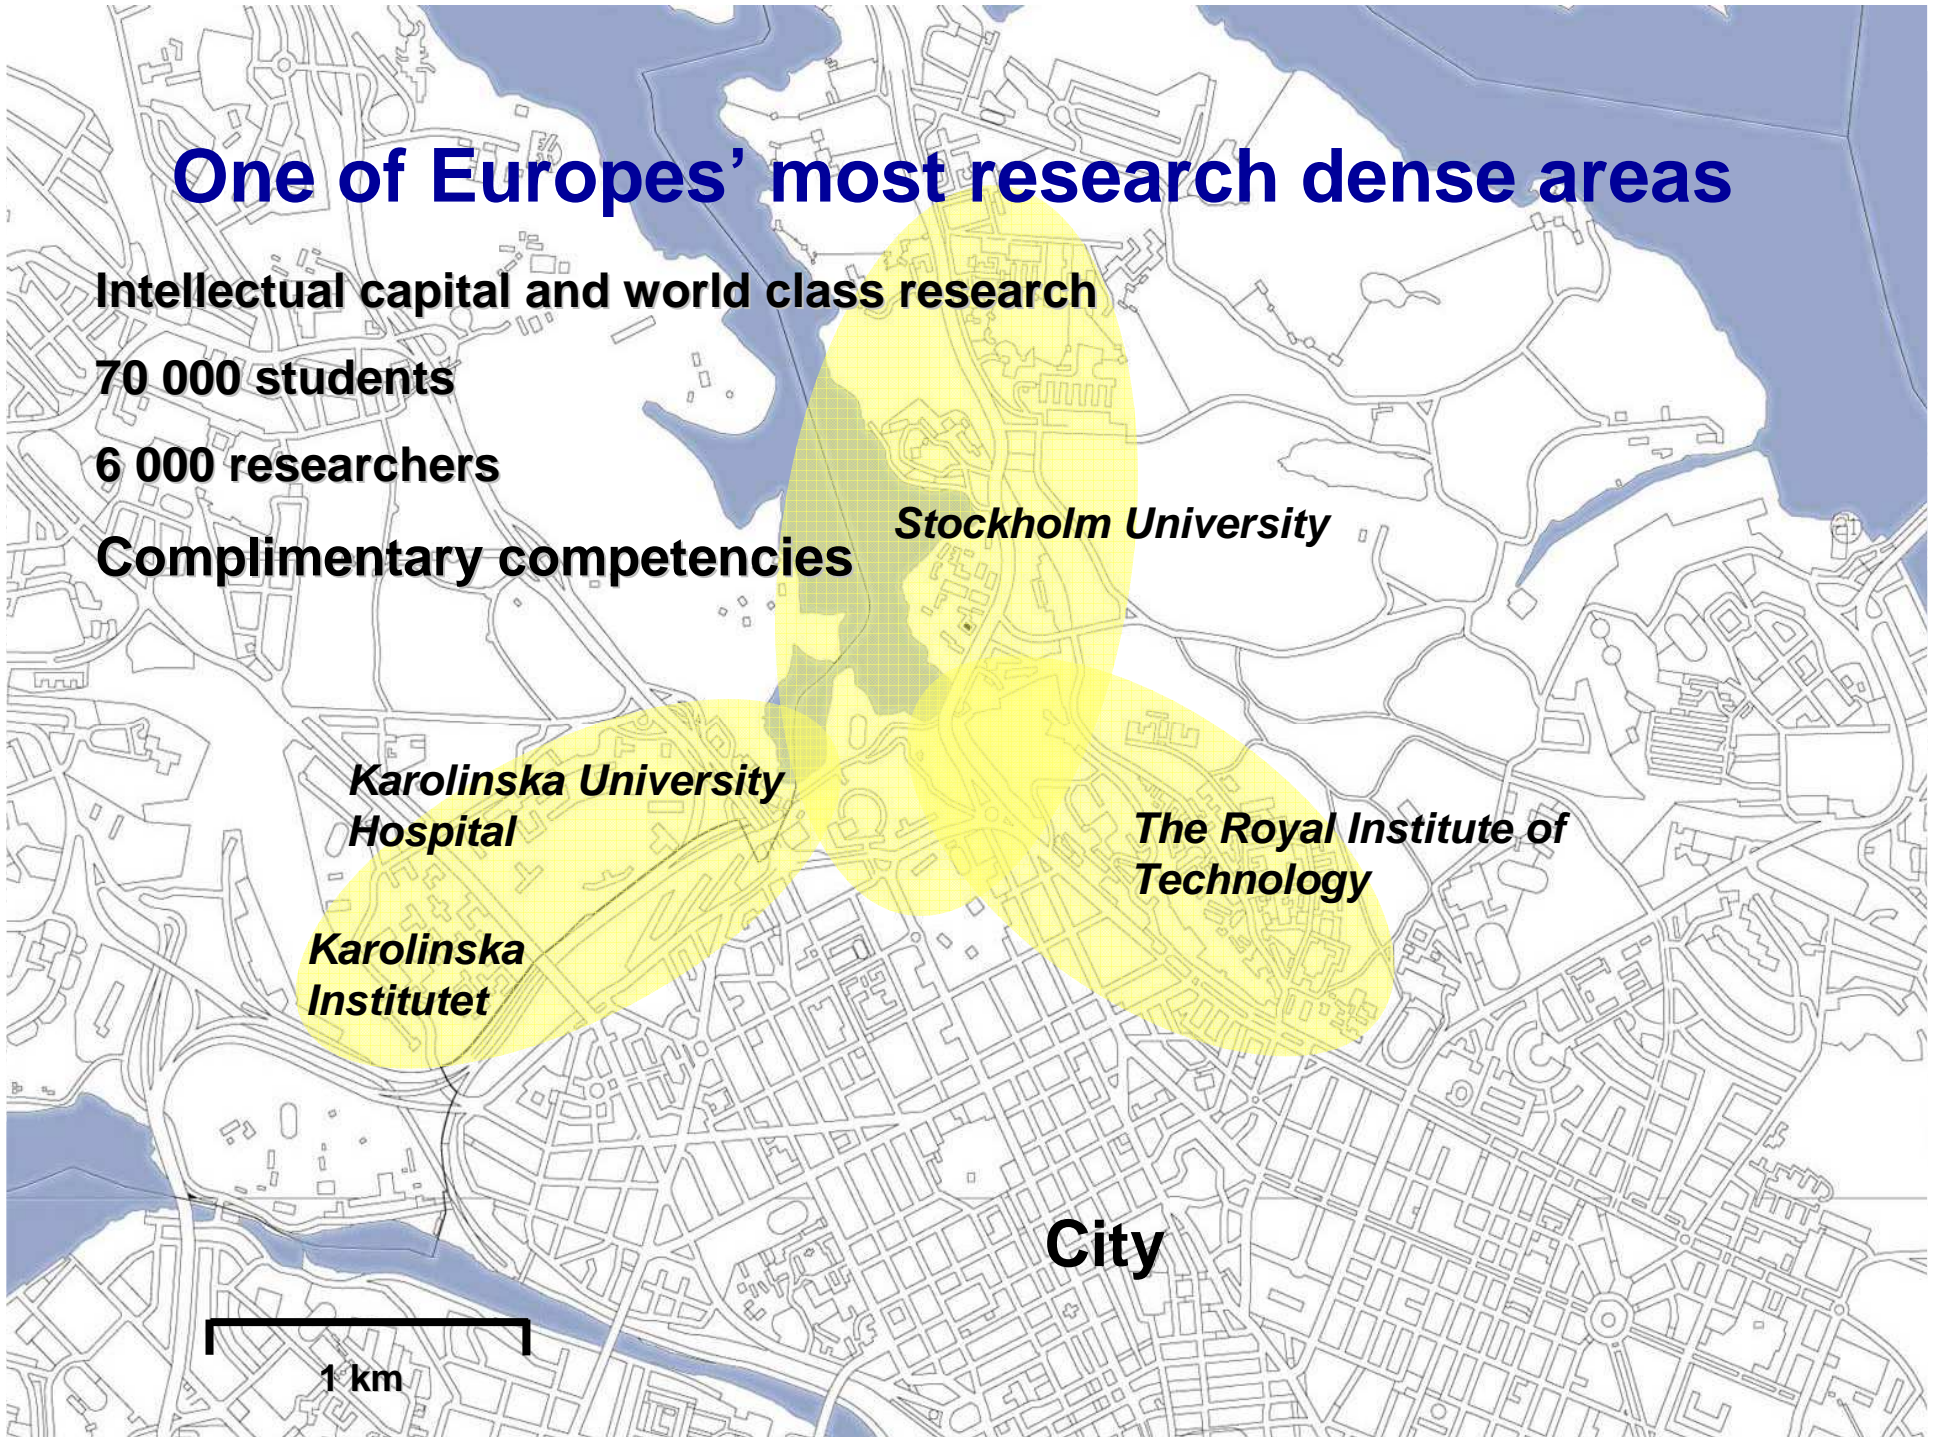 One of Europes’ most research dense areas
Intellectual capital and world class research
70 000 students
6 000 researchers
Complimentary competencies
Stockholm University
Karolinska University
Hospital
The Royal Institute of
Technology
Karolinska
Institutet
City
1 km